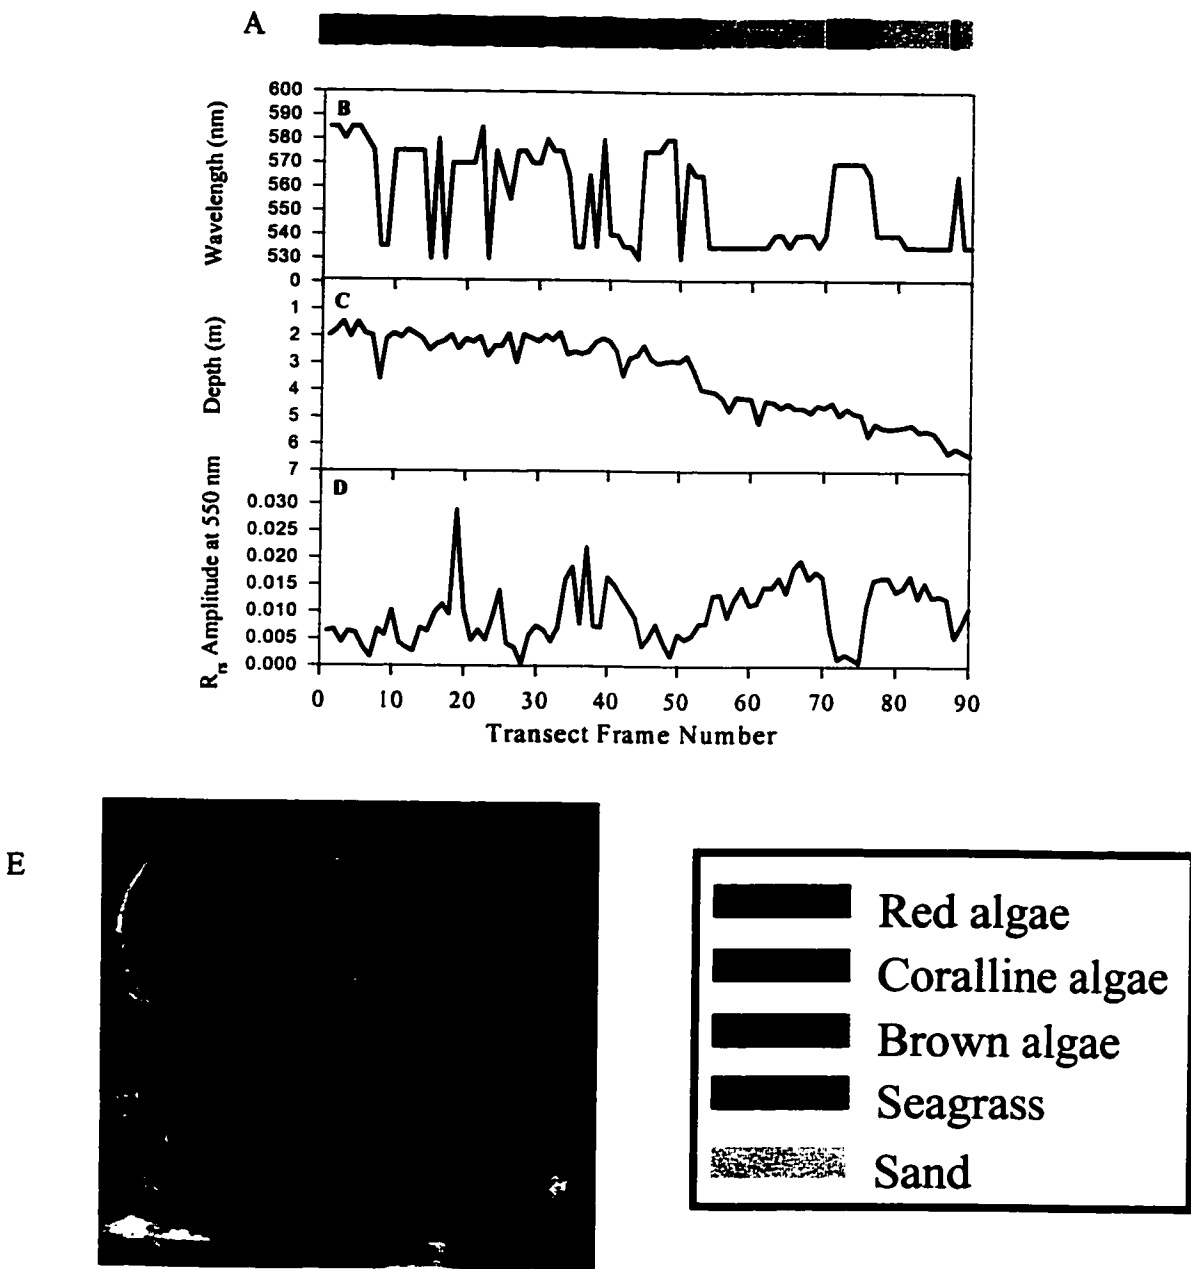 A
600
590
580
570
560
550
540
530
0
Wavelength (nm)
B
1
2
3
4
5
6
7
Depth (m)
C
0.030
0.025
0.020
0.015
0.010
0.005
0.000
Rrs Amplitude at 550 nm
D
0 10 20 30 40 50 60 70 80 90
Transect Frame Number
E
Red algae
Coralline algae
Brown algae
Seagrass
Sand